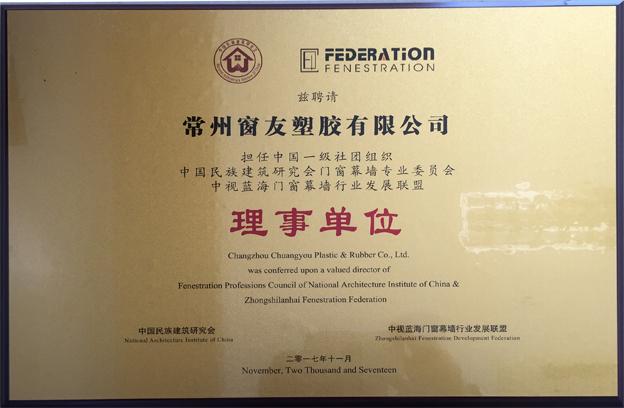 FEDERATION
FENESTRATION
兹聘请
常州窗友塑胶有限公司
担任中国一级社团组织
中国民族建筑研究会门窗幕墙专业委员会
中视蓝海门窗幕墙行业发展联盟
理事单位
Changzhou Chuangyou Plastic & Rubber Co., Ltd.
was conferred upon a valued director of
Fenestration Professions Council of National Architecture Institute of China &
Zhongshilanhai Fenestration Federation
中国民族建筑研究会
National Architecture Institute of China
中视蓝海门窗幕墙行业发展联盟
Zhongshilanhai Fenestration Development Federation
二零一七年十一月
November, Two Thousand and Seventeen